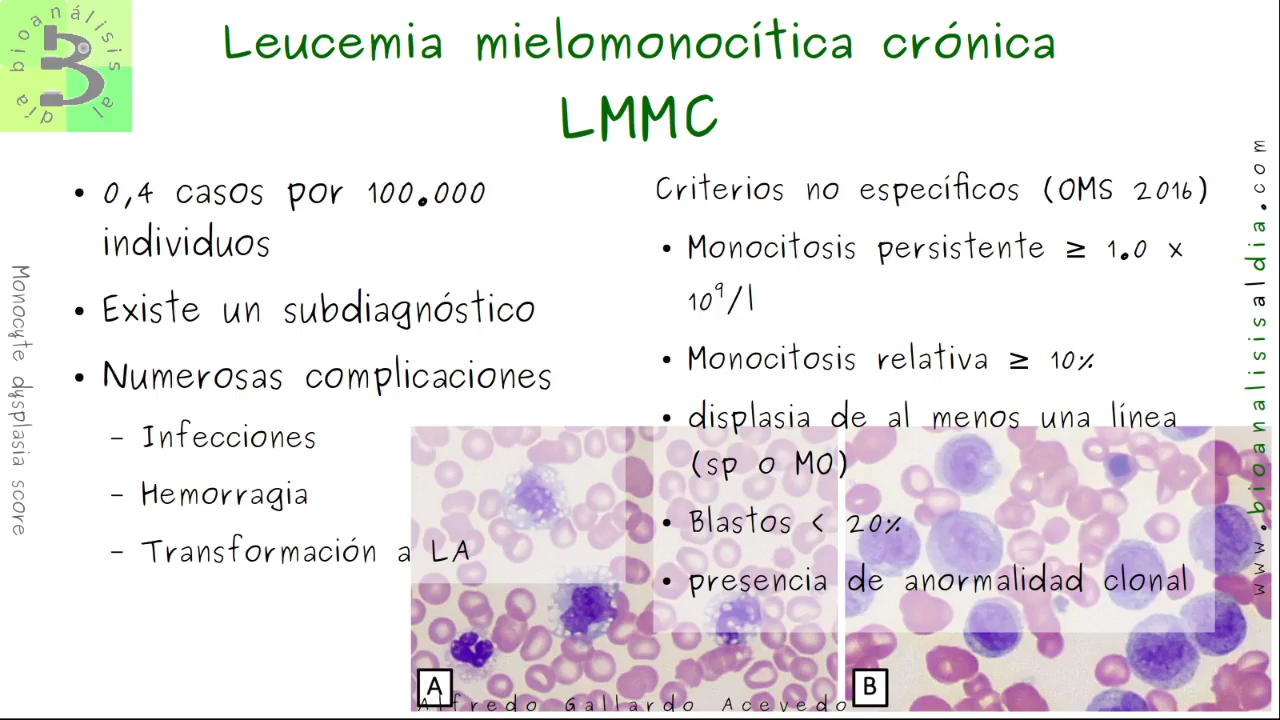 bioanálisis al día
Leucemia mielomonocítica crónica
LMMC
• 0,4 casos por 100.000
individuos
• Existe un subdiagnóstico
• Numerosas complicaciones
– Infecciones
– Hemorragia
– Transformación a LA
Criterios no específicos (OMS 2016)
• Monocitosis persistente ≥ 1.0 x
10⁹/l
• Monocitosis relativa ≥ 10%
• displasia de al menos una línea
(sp o MO)
• Blastos < 20%
• presencia de anormalidad clonal
Monocyte dysplasia score
www.bioanalisisaldia.com
A
B
Alfredo Gallardo Acevedo